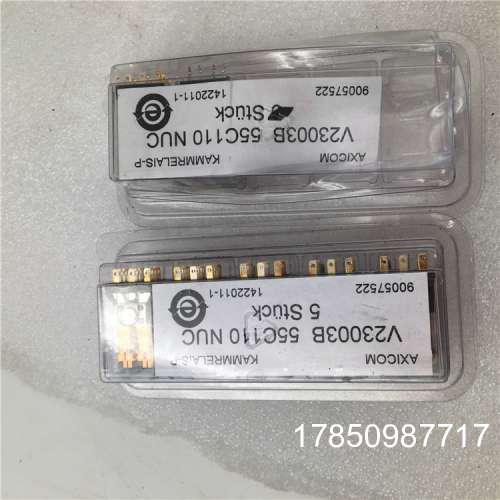 AXICOM
KAMMRELAIS-P
V23003B 55C110 NUC
5 Stück
90057522
1422011-1
AXICOM
KAMMRELAIS-P
V23003B 55C110 NUC
5 Stück
90057522
1422011-1
17850987717